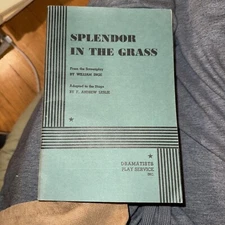 SPLENDOR
IN THE GRASS
From the Screenplay
BY WILLIAM INGE
Adapted to the Stage
BY F. ANDREW LESLIE
DRAMATISTS
PLAY SERVICE
INC.